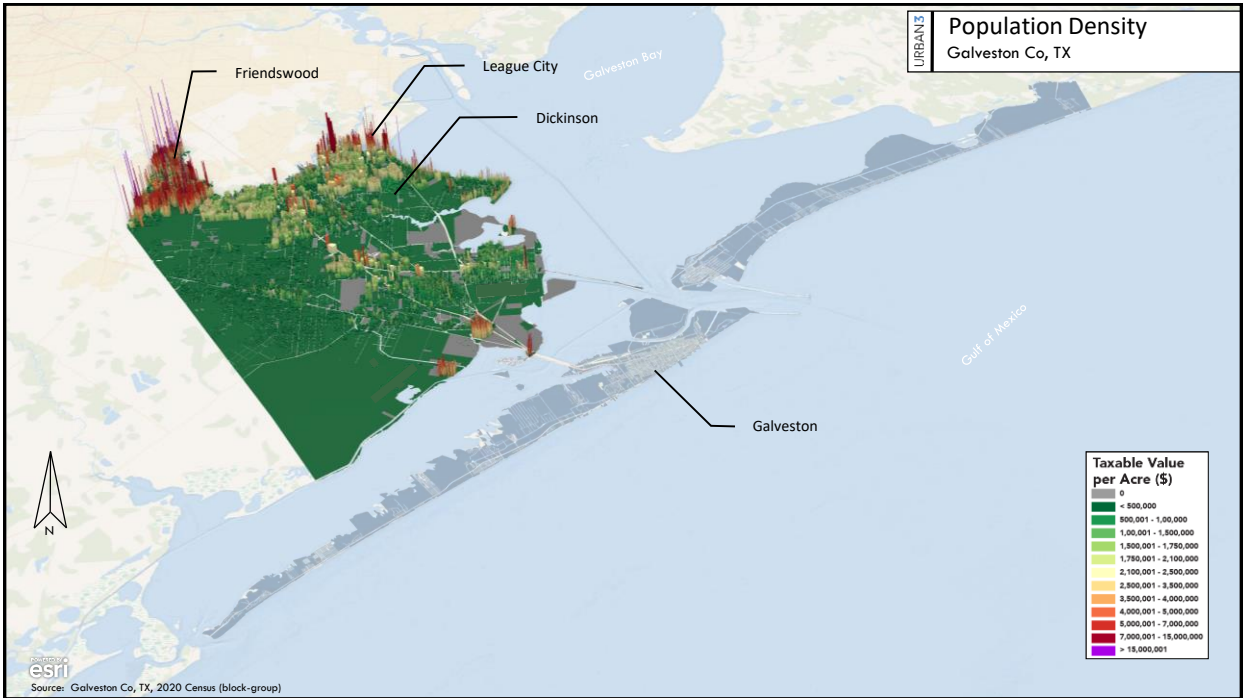 URBAN3
Population Density
Galveston Co, TX
Friendswood
League City
Dickinson
Galveston Bay
Gulf of Mexico
Galveston
N
Taxable Value
per Acre ($)
0
< 500,000
500,001 - 1,00,000
1,00,001 - 1,500,000
1,500,001 - 1,750,000
1,750,001 - 2,100,000
2,100,001 - 2,500,000
2,500,001 - 3,500,000
3,500,001 - 4,000,000
4,000,001 - 5,000,000
5,000,001 - 7,000,000
7,000,001 - 15,000,000
> 15,000,001
esri
Source: Galveston Co, TX, 2020 Census (block-group)